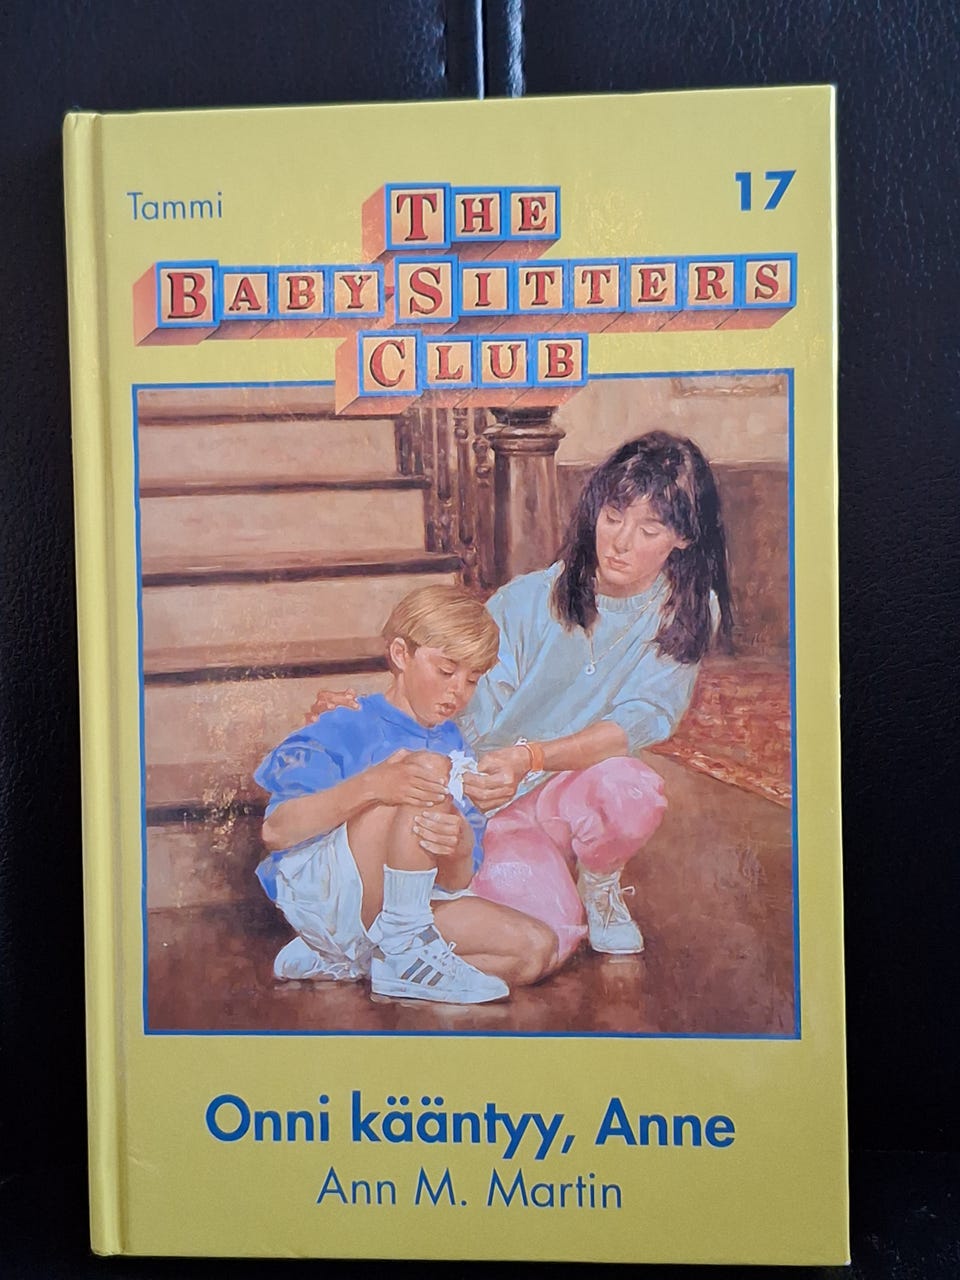 Tammi
17
THE
BABY SITTERS
CLUB
Onni kääntyy, Anne
Ann M. Martin